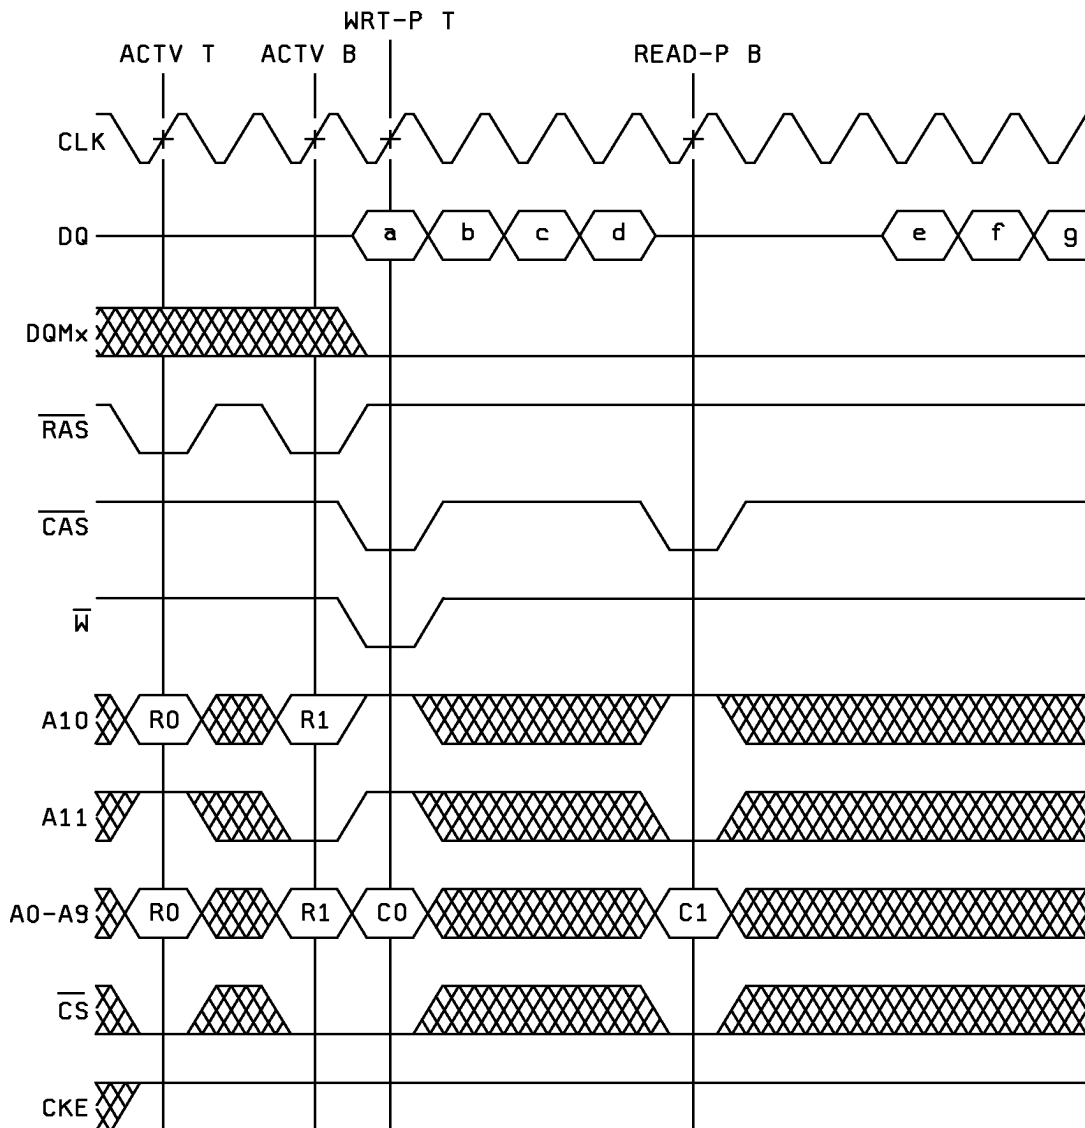 WRT-P T
ACTV T ACTV B READ-P B
CLK
DQ a b c d e f g
DQMx
RAS
CAS
W
A10 R0 R1
A11
A0-A9 R0 R1 C0 C1
CS
CKE